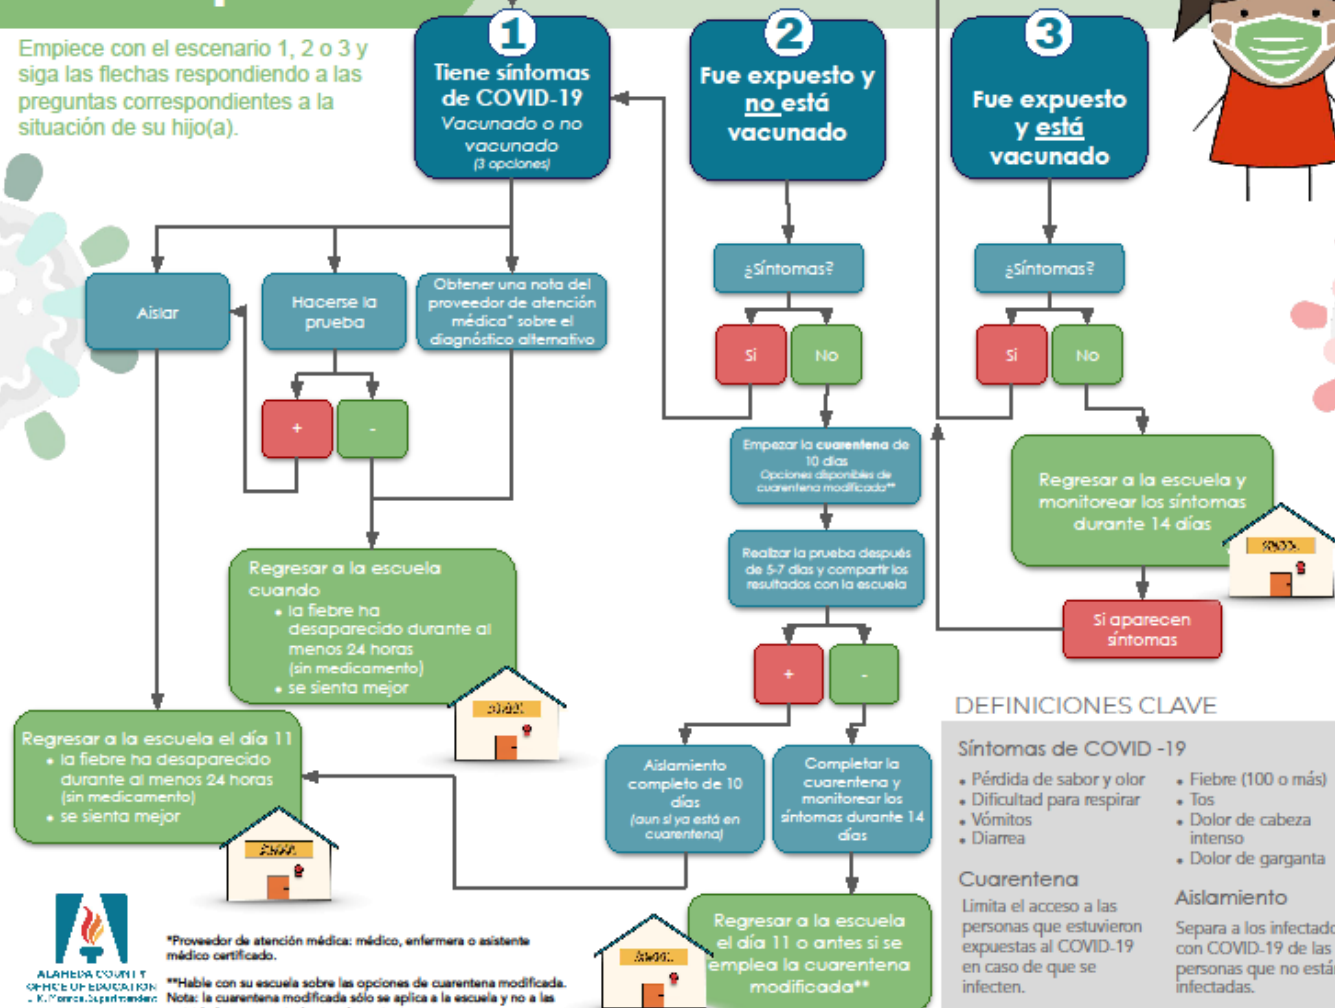 Empiece con el escenario 1, 2 o 3 y
siga las flechas respondiendo a las
preguntas correspondientes a la
situación de su hijo(a).
1
Tiene síntomas
de COVID-19
Vacunado o no
vacunado
(3 opciones)
2
Fue expuesto y
no está
vacunado
3
Fue expuesto
y está
vacunado
Aislar
Hacerse la
prueba
Obtener una nota del
proveedor de atención
médica* sobre el
diagnóstico alternativo
+
-
Regresar a la escuela
cuando
• la fiebre ha
desaparecido durante al
menos 24 horas
(sin medicamento)
• se sienta mejor
SCHOOL
Regresar a la escuela el día 11
• la fiebre ha desaparecido
durante al menos 24 horas
(sin medicamento)
• se sienta mejor
SCHOOL
¿Síntomas?
Si
No
Empezar la cuarentena de
10 días
Opciones disponibles de
cuarentena modificada**
Realizar la prueba después
de 5-7 días y compartir los
resultados con la escuela
+
-
Aislamiento
completo de 10
días
(aun si ya está en
cuarentena)
Completar la
cuarentena y
monitorear los
síntomas durante 14
días
Regresar a la escuela
el día 11 o antes si se
emplea la cuarentena
modificada**
SCHOOL
¿Síntomas?
Si
No
Regresar a la escuela y
monitorear los síntomas
durante 14 días
SCHOOL
Si aparecen
síntomas
DEFINICIONES CLAVE
Síntomas de COVID -19
• Pérdida de sabor y olor
• Dificultad para respirar
• Vómitos
• Diarrea
• Fiebre (100 o más)
• Tos
• Dolor de cabeza
intenso
• Dolor de garganta
Cuarentena
Limita el acceso a las
personas que estuvieron
expuestas al COVID-19
en caso de que se
infecten.
Aislamiento
Separa a los infectado
con COVID-19 de las
personas que no está
infectadas.
ALAMEDA COUNTY
OFFICE OF EDUCATION
L. K. Monroe, Superintendent
*Proveedor de atención médica: médico, enfermera o asistente
médico certificado.
**Hable con su escuela sobre las opciones de cuarentena modificada.
Nota: la cuarentena modificada sólo se aplica a la escuela y no a las